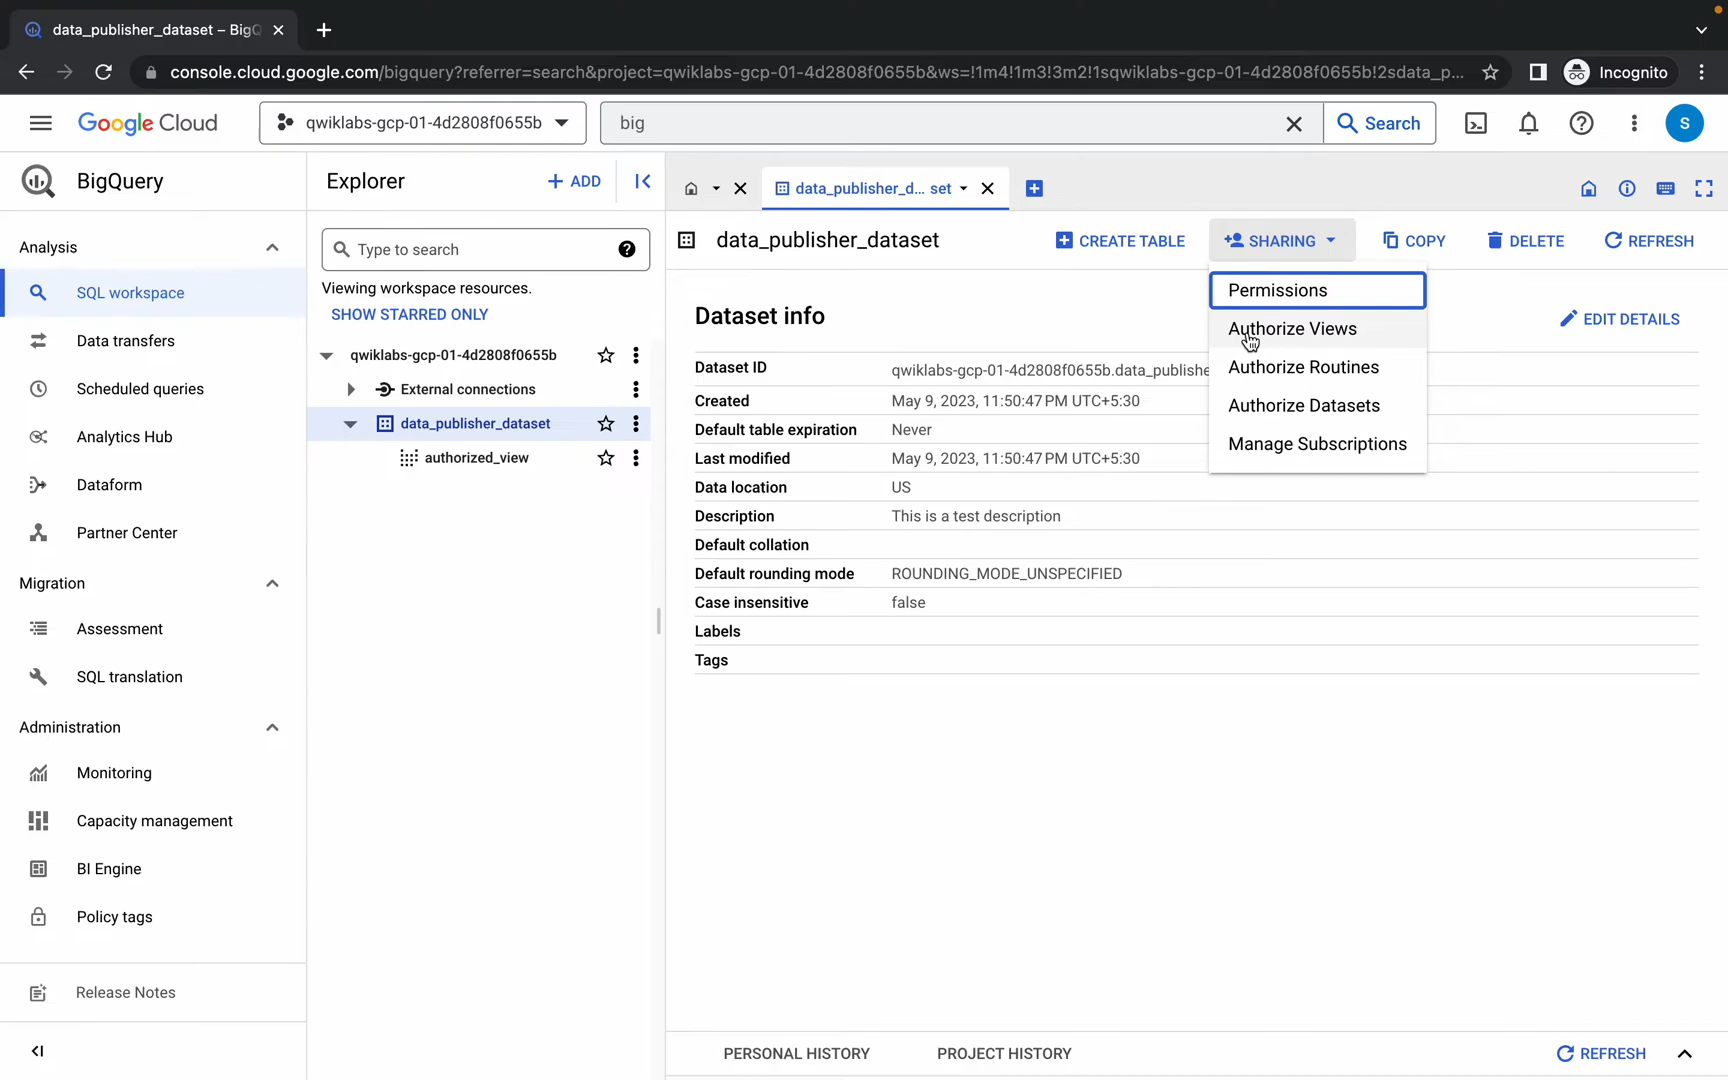 data_publisher_dataset – BigQ
console.cloud.google.com/bigquery?referrer=search&project=qwiklabs-gcp-01-4d2808f0655b&ws=!1m4!1m3!3m2!1sqwiklabs-gcp-01-4d2808f0655b!2sdata_p...
Incognito
Google Cloud
qwiklabs-gcp-01-4d2808f0655b
big
Search
S
BigQuery
Analysis
SQL workspace
Data transfers
Scheduled queries
Analytics Hub
Dataform
Partner Center
Migration
Assessment
SQL translation
Administration
Monitoring
Capacity management
BI Engine
Policy tags
Release Notes
Explorer
+ ADD
Type to search
Viewing workspace resources.
SHOW STARRED ONLY
qwiklabs-gcp-01-4d2808f0655b
External connections
data_publisher_dataset
authorized_view
data_publisher_d... set
data_publisher_dataset
CREATE TABLE
SHARING
COPY
DELETE
REFRESH
Permissions
Authorize Views
Authorize Routines
Authorize Datasets
Manage Subscriptions
Dataset info
EDIT DETAILS
Dataset ID qwiklabs-gcp-01-4d2808f0655b.data_publishe
Created May 9, 2023, 11:50:47 PM UTC+5:30
Default table expiration Never
Last modified May 9, 2023, 11:50:47 PM UTC+5:30
Data location US
Description This is a test description
Default collation
Default rounding mode ROUNDING_MODE_UNSPECIFIED
Case insensitive false
Labels
Tags
PERSONAL HISTORY
PROJECT HISTORY
REFRESH